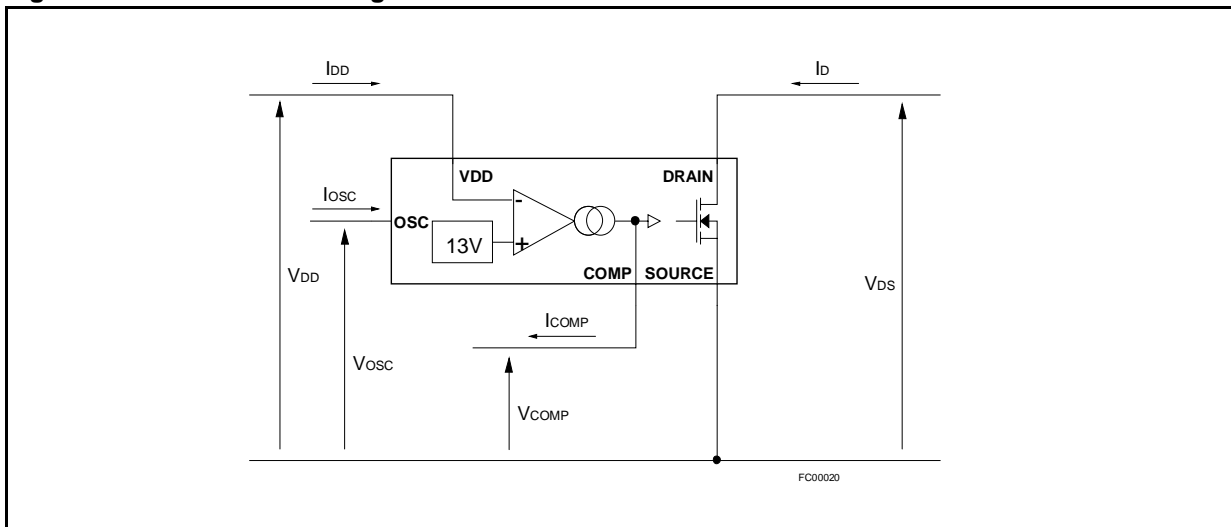 IDD
ID
VDD
DRAIN
IOSC
OSC
-
13V
+
COMP
SOURCE
VDD
VDS
ICOMP
VOSC
VCOMP
FC00020